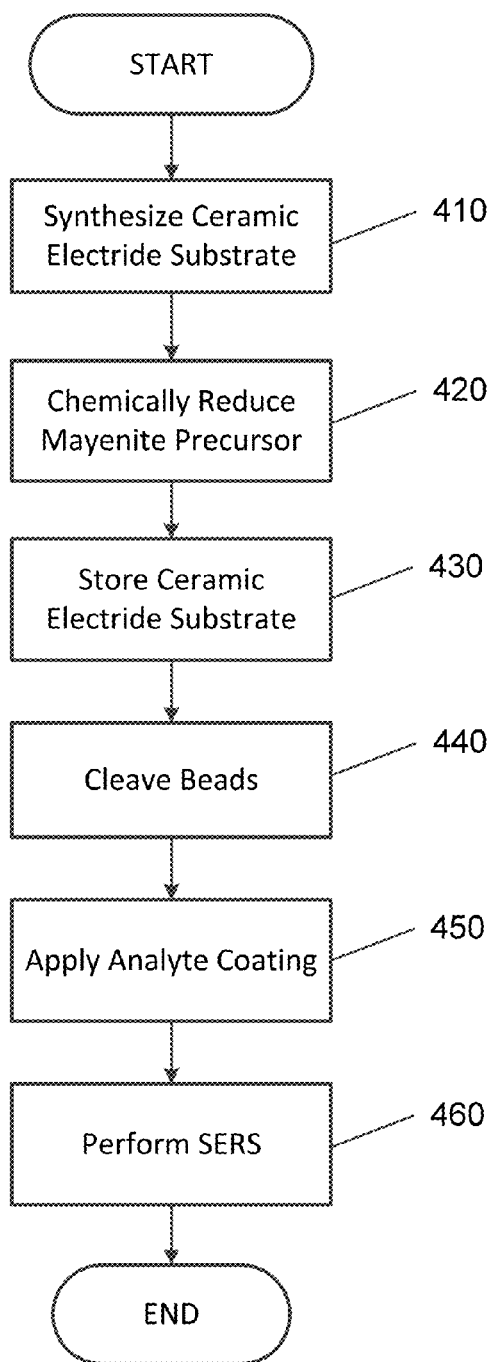 START
Synthesize Ceramic
Electride Substrate
410
Chemically Reduce
Mayenite Precursor
420
Store Ceramic
Electride Substrate
430
Cleave Beads
440
Apply Analyte Coating
450
Perform SERS
460
END